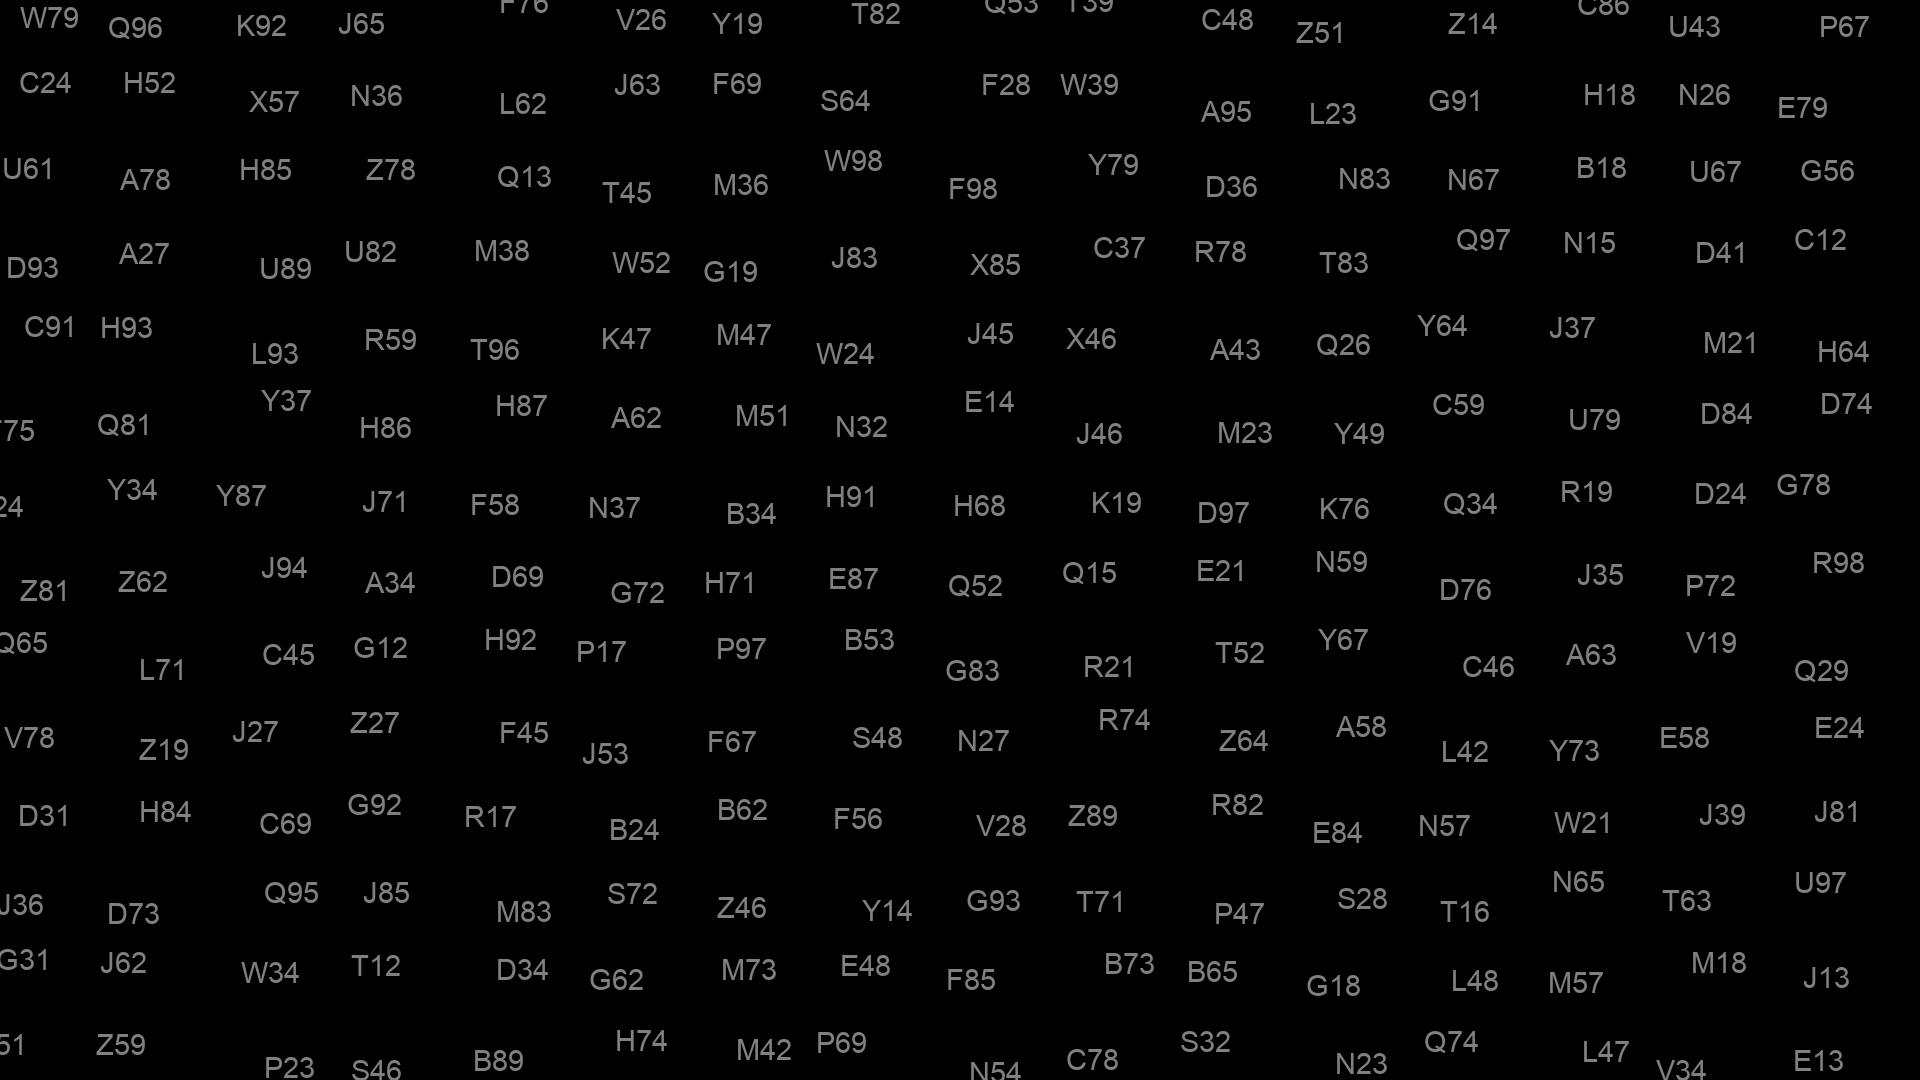 W79 Q96 K92 J65 F76 V26 Y19 T82 Q53 T39 C48 Z51 Z14 C86 U43 P67
C24 H52 X57 N36 L62 J63 F69 S64 F28 W39 A95 L23 G91 H18 N26 E79
U61 A78 H85 Z78 Q13 T45 M36 W98 F98 Y79 D36 N83 N67 B18 U67 G56
D93 A27 U89 U82 M38 W52 G19 J83 X85 C37 R78 T83 Q97 N15 D41 C12
C91 H93 L93 R59 T96 K47 M47 W24 J45 X46 A43 Q26 Y64 J37 M21 H64
Q81 Y37 H86 H87 A62 M51 N32 E14 J46 M23 Y49 C59 U79 D84 D74
Y34 Y87 J71 F58 N37 B34 H91 H68 K19 D97 K76 Q34 R19 D24 G78
Z81 Z62 J94 A34 D69 G72 H71 E87 Q52 Q15 E21 N59 D76 J35 P72 R98
Q65 L71 C45 G12 H92 P17 P97 B53 G83 R21 T52 Y67 C46 A63 V19 Q29
V78 Z19 J27 Z27 F45 J53 F67 S48 N27 R74 Z64 A58 L42 Y73 E58 E24
D31 H84 C69 G92 R17 B24 B62 F56 V28 Z89 R82 E84 N57 W21 J39 J81
J36 D73 Q95 J85 M83 S72 Z46 Y14 G93 T71 P47 S28 T16 N65 T63 U97
G31 J62 W34 T12 D34 G62 M73 E48 F85 B73 B65 G18 L48 M57 M18 J13
51 Z59 P23 S46 B89 H74 M42 P69 N54 C78 S32 N23 Q74 L47 V34 E13